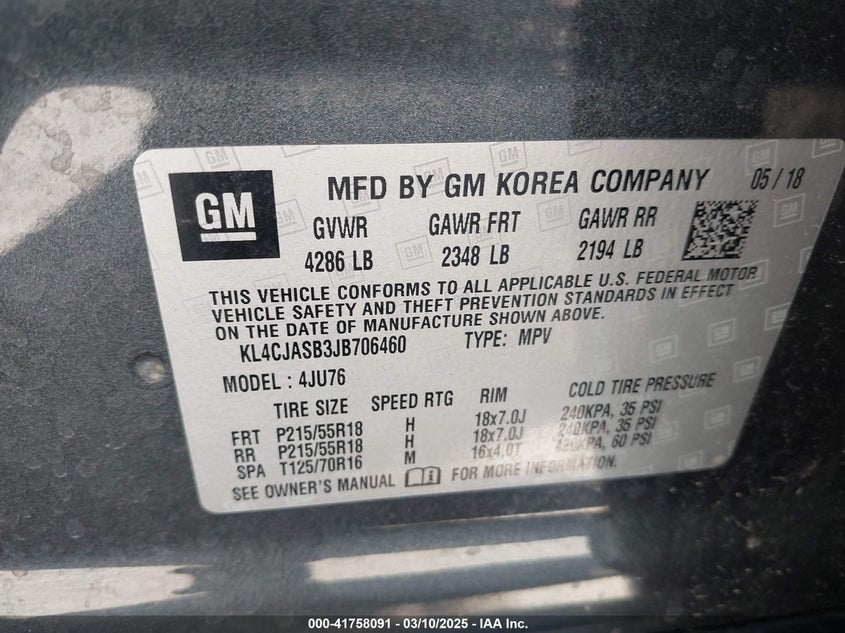 GM
MFD BY GM KOREA COMPANY 05/18
GVWR GAWR FRT GAWR RR
4286 LB 2348 LB 2194 LB
THIS VEHICLE CONFORMS TO ALL APPLICABLE U.S. FEDERAL MOTOR
VEHICLE SAFETY AND THEFT PREVENTION STANDARDS IN EFFECT
ON THE DATE OF MANUFACTURE SHOWN ABOVE.
KL4CJASB3JB706460 TYPE: MPV
MODEL: 4JU76
TIRE SIZE SPEED RTG RIM COLD TIRE PRESSURE
FRT P215/55R18 H 18x7.0J 240KPA, 35 PSI
RR P215/55R18 H 18x7.0J 240KPA, 35 PSI
SPA T125/70R16 M 16x4.0T 420KPA, 60 PSI
SEE OWNER'S MANUAL FOR MORE INFORMATION.
000-41758091 — 03/10/2025 — IAA Inc.